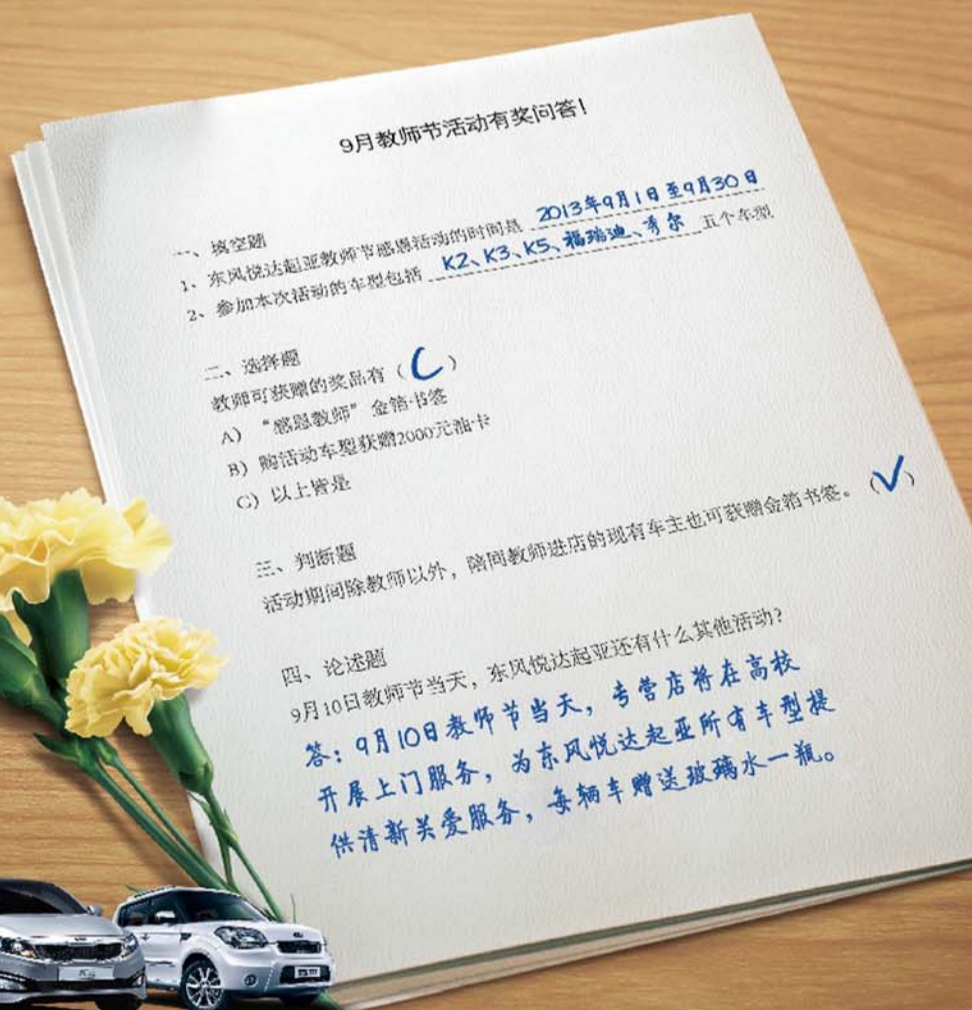 9月教师节活动有奖问答！
一、填空题
1、东风悦达起亚教师节感恩活动的时间是 2013年9月1日至9月30日
2、参加本次活动的车型包括 K2、K3、K5、福瑞迪、秀尔 五个车型
二、选择题
教师可获赠的奖品有（C）
A）“感恩教师”金箔书签
B）购活动车型获赠2000元油卡
C）以上皆是
三、判断题
活动期间除教师以外，陪同教师进店的现有车主也可获赠金箔书签。（√）
四、论述题
9月10日教师节当天，东风悦达起亚还有什么其他活动？
答：9月10日教师节当天，专营店将在高校
开展上门服务，为东风悦达起亚所有车型提
供清新关爱服务，每辆车赠送玻璃水一瓶。